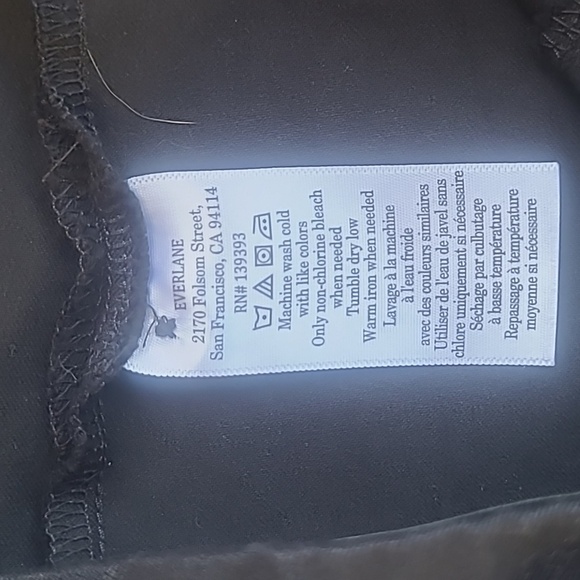 EVERLANE
2170 Folsom Street,
San Francisco, CA 94114
RN# 139393
Machine wash cold
with like colors
Only non-chlorine bleach
when needed
Tumble dry low
Warm iron when needed
Lavage à la machine
à l'eau froide
avec des couleurs similaires
Utiliser de l'eau de javel sans
chlore uniquement si nécessaire
Séchage par culbutage
à basse température
Repassage à température
moyenne si nécessaire